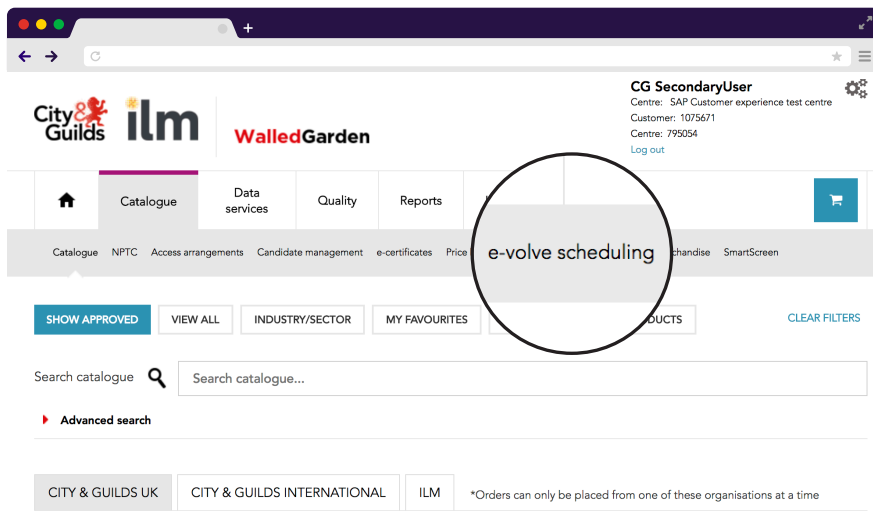 CG SecondaryUser
Centre: SAP Customer experience test centre
Customer: 1075671
Centre: 795054
Log out
City&
Guilds
ilm
WalledGarden
Catalogue
Data
services
Quality
Reports
Catalogue NPTC Access arrangements Candidate management e-certificates Price
e-volve scheduling
SmartScreen
SHOW APPROVED VIEW ALL INDUSTRY/SECTOR MY FAVOURITES
CLEAR FILTERS
Search catalogue Search catalogue...
Advanced search
CITY & GUILDS UK CITY & GUILDS INTERNATIONAL ILM *Orders can only be placed from one of these organisations at a time